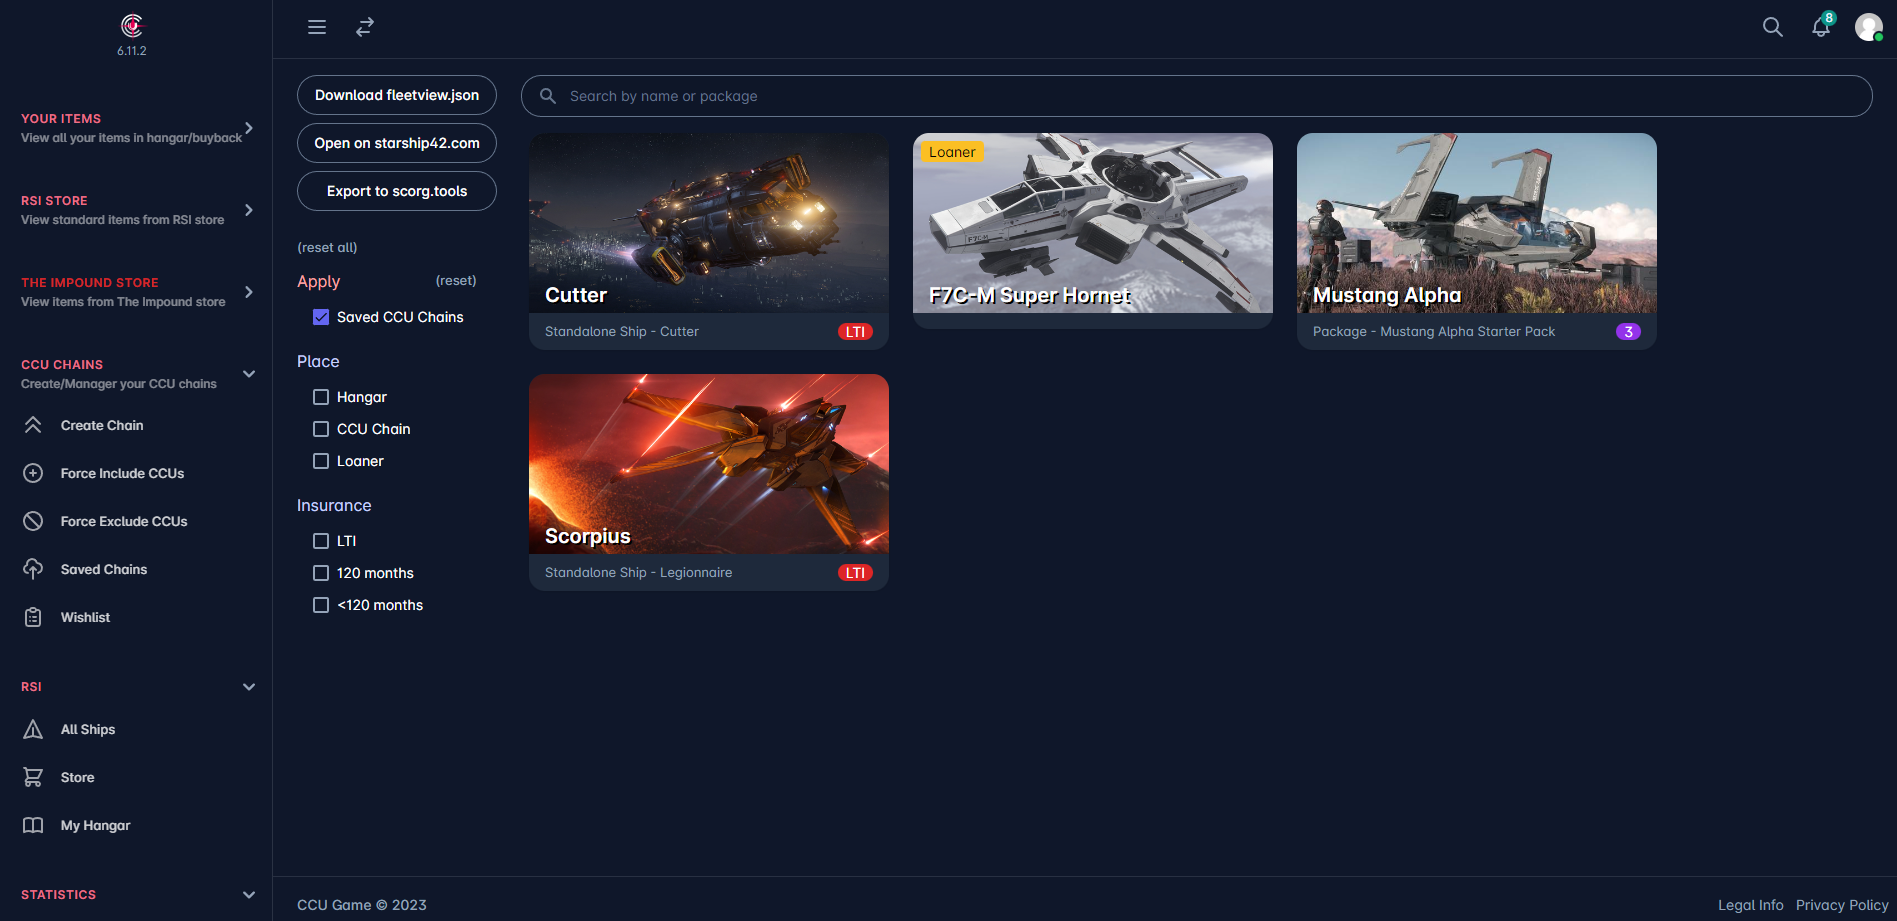 6.11.2
YOUR ITEMS
View all your items in hangar/buyback
RSI STORE
View standard items from RSI store
THE IMPOUND STORE
View items from The Impound store
CCU CHAINS
Create/Manager your CCU chains
Create Chain
Force Include CCUs
Force Exclude CCUs
Saved Chains
Wishlist
RSI
All Ships
Store
My Hangar
STATISTICS
8
Download fleetview.json
Open on starship42.com
Export to scorg.tools
(reset all)
Apply (reset)
Saved CCU Chains
Place
Hangar
CCU Chain
Loaner
Insurance
LTI
120 months
<120 months
Search by name or package
Cutter
Standalone Ship - Cutter LTI
Loaner
F7C-M
F7C-M Super Hornet
Mustang Alpha
Package - Mustang Alpha Starter Pack 3
Scorpius
Standalone Ship - Legionnaire LTI
CCU Game © 2023
Legal Info Privacy Policy